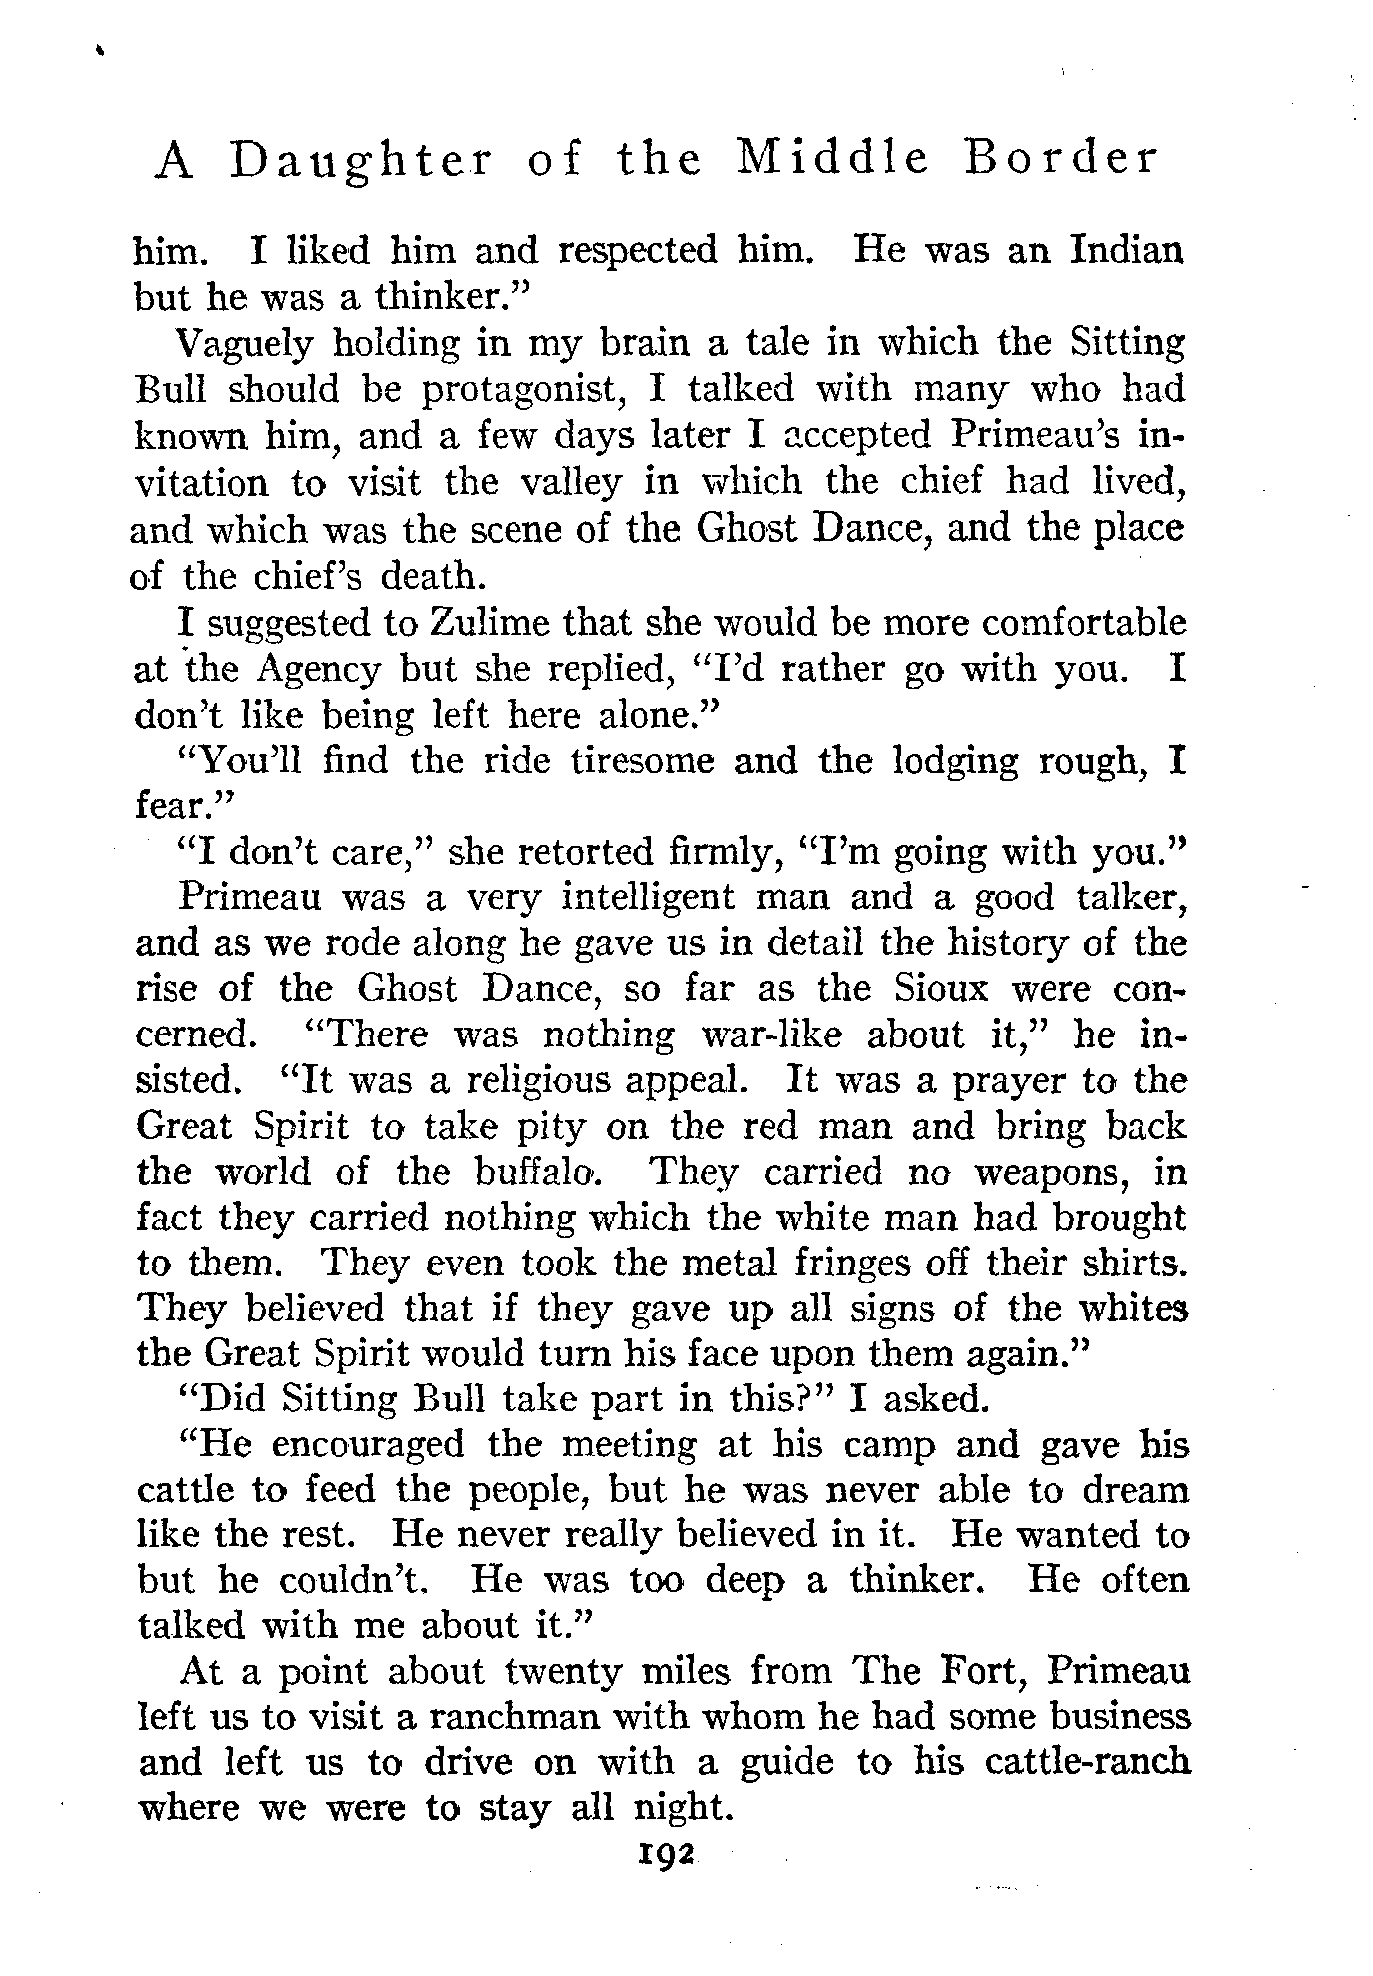 A Daughter of the Middle Border
him. I liked him and respected him. He was an Indian
but he was a thinker.”
Vaguely holding in my brain a tale in which the Sitting
Bull should be protagonist, I talked with many who had
known him, and a few days later I accepted Primeau’s in-
vitation to visit the valley in which the chief had lived,
and which was the scene of the Ghost Dance, and the place
of the chief’s death.
I suggested to Zulime that she would be more comfortable
at the Agency but she replied, “I’d rather go with you. I
don’t like being left here alone.”
“You’ll find the ride tiresome and the lodging rough, I
fear.”
“I don’t care,” she retorted firmly, “I’m going with you.”
Primeau was a very intelligent man and a good talker,
and as we rode along he gave us in detail the history of the
rise of the Ghost Dance, so far as the Sioux were con-
cerned. “There was nothing war-like about it,” he in-
sisted. “It was a religious appeal. It was a prayer to the
Great Spirit to take pity on the red man and bring back
the world of the buffalo. They carried no weapons, in
fact they carried nothing which the white man had brought
to them. They even took the metal fringes off their shirts.
They believed that if they gave up all signs of the whites
the Great Spirit would turn his face upon them again.”
“Did Sitting Bull take part in this?” I asked.
“He encouraged the meeting at his camp and gave his
cattle to feed the people, but he was never able to dream
like the rest. He never really believed in it. He wanted to
but he couldn’t. He was too deep a thinker. He often
talked with me about it.”
At a point about twenty miles from The Fort, Primeau
left us to visit a ranchman with whom he had some business
and left us to drive on with a guide to his cattle-ranch
where we were to stay all night.
192